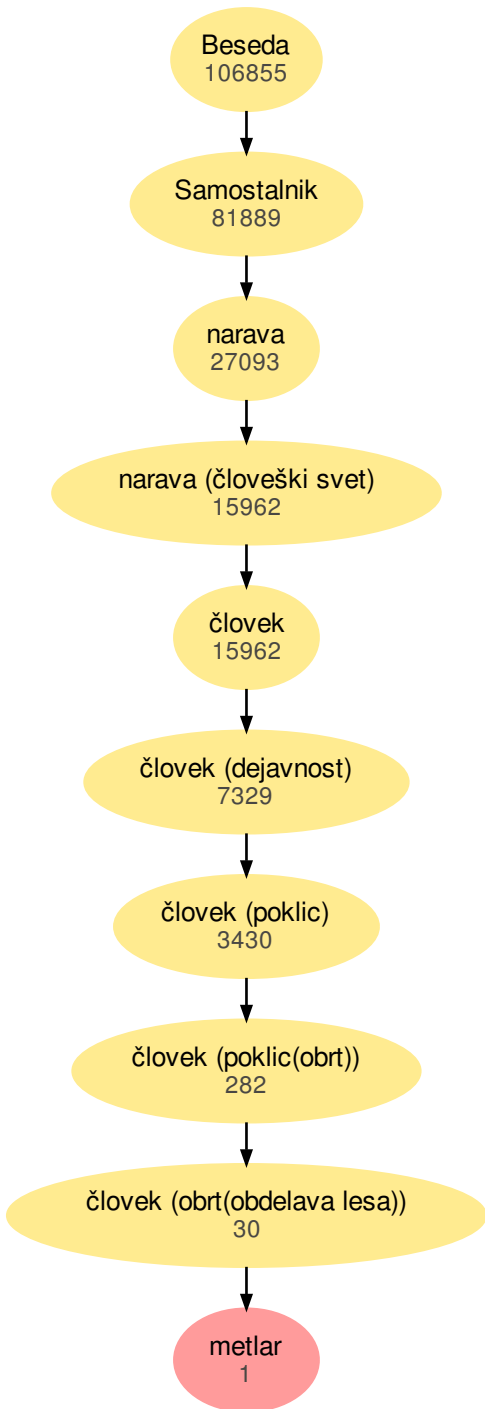 Beseda
106855
Samostalnik
81889
narava
27093
narava (človeški svet)
15962
človek
15962
človek (dejavnost)
7329
človek (poklic)
3430
človek (poklic(obrt))
282
človek (obrt(obdelava lesa))
30
metlar
1